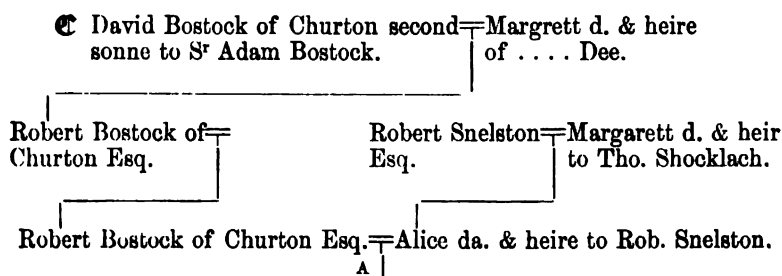 C David Bostock of Churton second=Margrett d. & heire
sonne to Sr Adam Bostock. of .... Dee.
Robert Bostock of= Robert Snelston=Margarett d. & heir
Churton Esq. Esq. to Tho. Shocklach.
Robert Bostock of Churton Esq.=Alice da. & heire to Rob. Snelston.
A